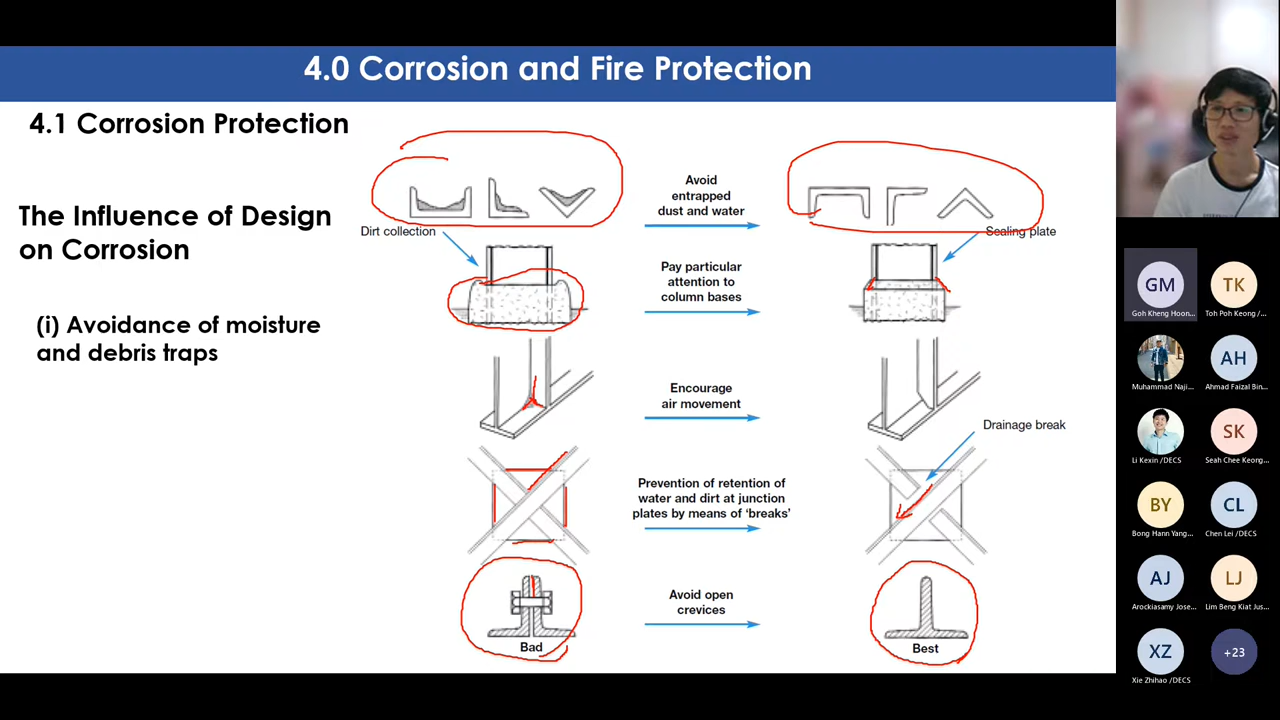 4.0 Corrosion and Fire Protection
4.1 Corrosion Protection
The Influence of Design
on Corrosion
(i) Avoidance of moisture
and debris traps
Avoid
entrapped
dust and water
Dirt collection
Sealing plate
Pay particular
attention to
column bases
Encourage
air movement
Drainage break
Prevention of retention of
water and dirt at junction
plates by means of ‘breaks’
Avoid open
crevices
Bad
Best
GM
Goh Kheng Hoon...
TK
Toh Poh Keong /...
Muhammad Naji...
AH
Ahmad Faizal Bin...
Li Kexin /DECS
SK
Seah Chee Keong...
BY
Bong Hann Yang...
CL
Chen Lei /DECS
AJ
Arockiasamy Jose...
LJ
Lim Beng Kiat Jus...
XZ
Xie Zhihao /DECS
+23